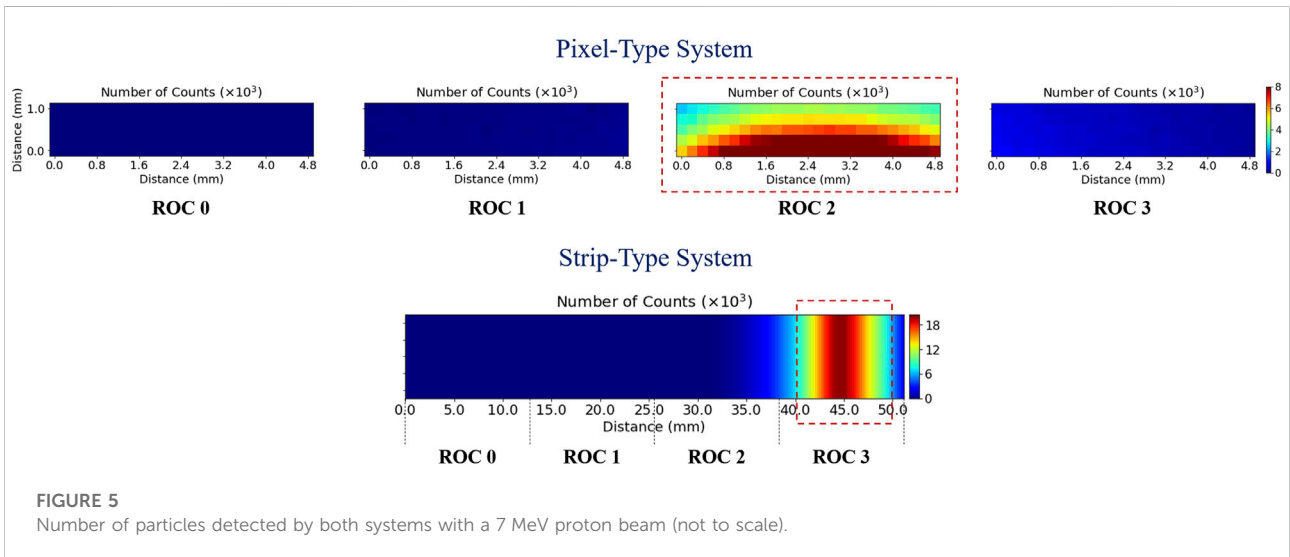 Pixel-Type System
Number of Counts (×10³)
Number of Counts (×10³)
Number of Counts (×10³)
Number of Counts (×10³)
Distance (mm)
1.0
0.0
8
6
4
2
0
0.0 0.8 1.6 2.4 3.2 4.0 4.8
0.0 0.8 1.6 2.4 3.2 4.0 4.8
0.0 0.8 1.6 2.4 3.2 4.0 4.8
0.0 0.8 1.6 2.4 3.2 4.0 4.8
Distance (mm)
Distance (mm)
Distance (mm)
Distance (mm)
ROC 0
ROC 1
ROC 2
ROC 3
Strip-Type System
Number of Counts (×10³)
18
12
6
0
0.0 5.0 10.0 15.0 20.0 25.0 30.0 35.0 40.0 45.0 50.0
Distance (mm)
ROC 0
ROC 1
ROC 2
ROC 3
FIGURE 5
Number of particles detected by both systems with a 7 MeV proton beam (not to scale).